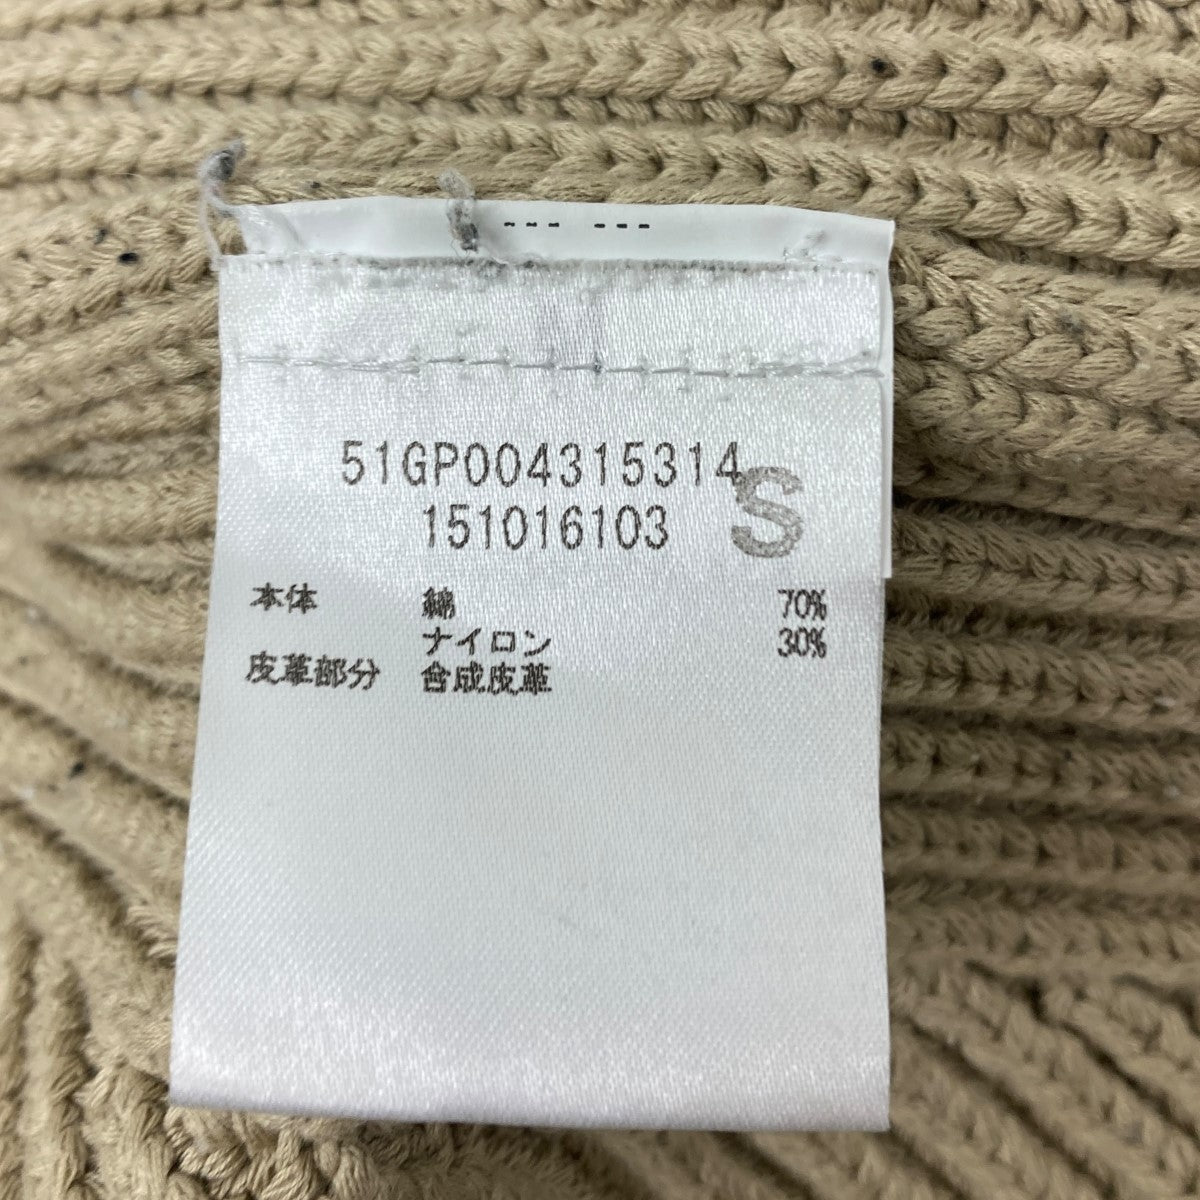 51GP004315314
S
151016103
本体 綿 70%
ナイロン 30%
皮革部分 合成皮革